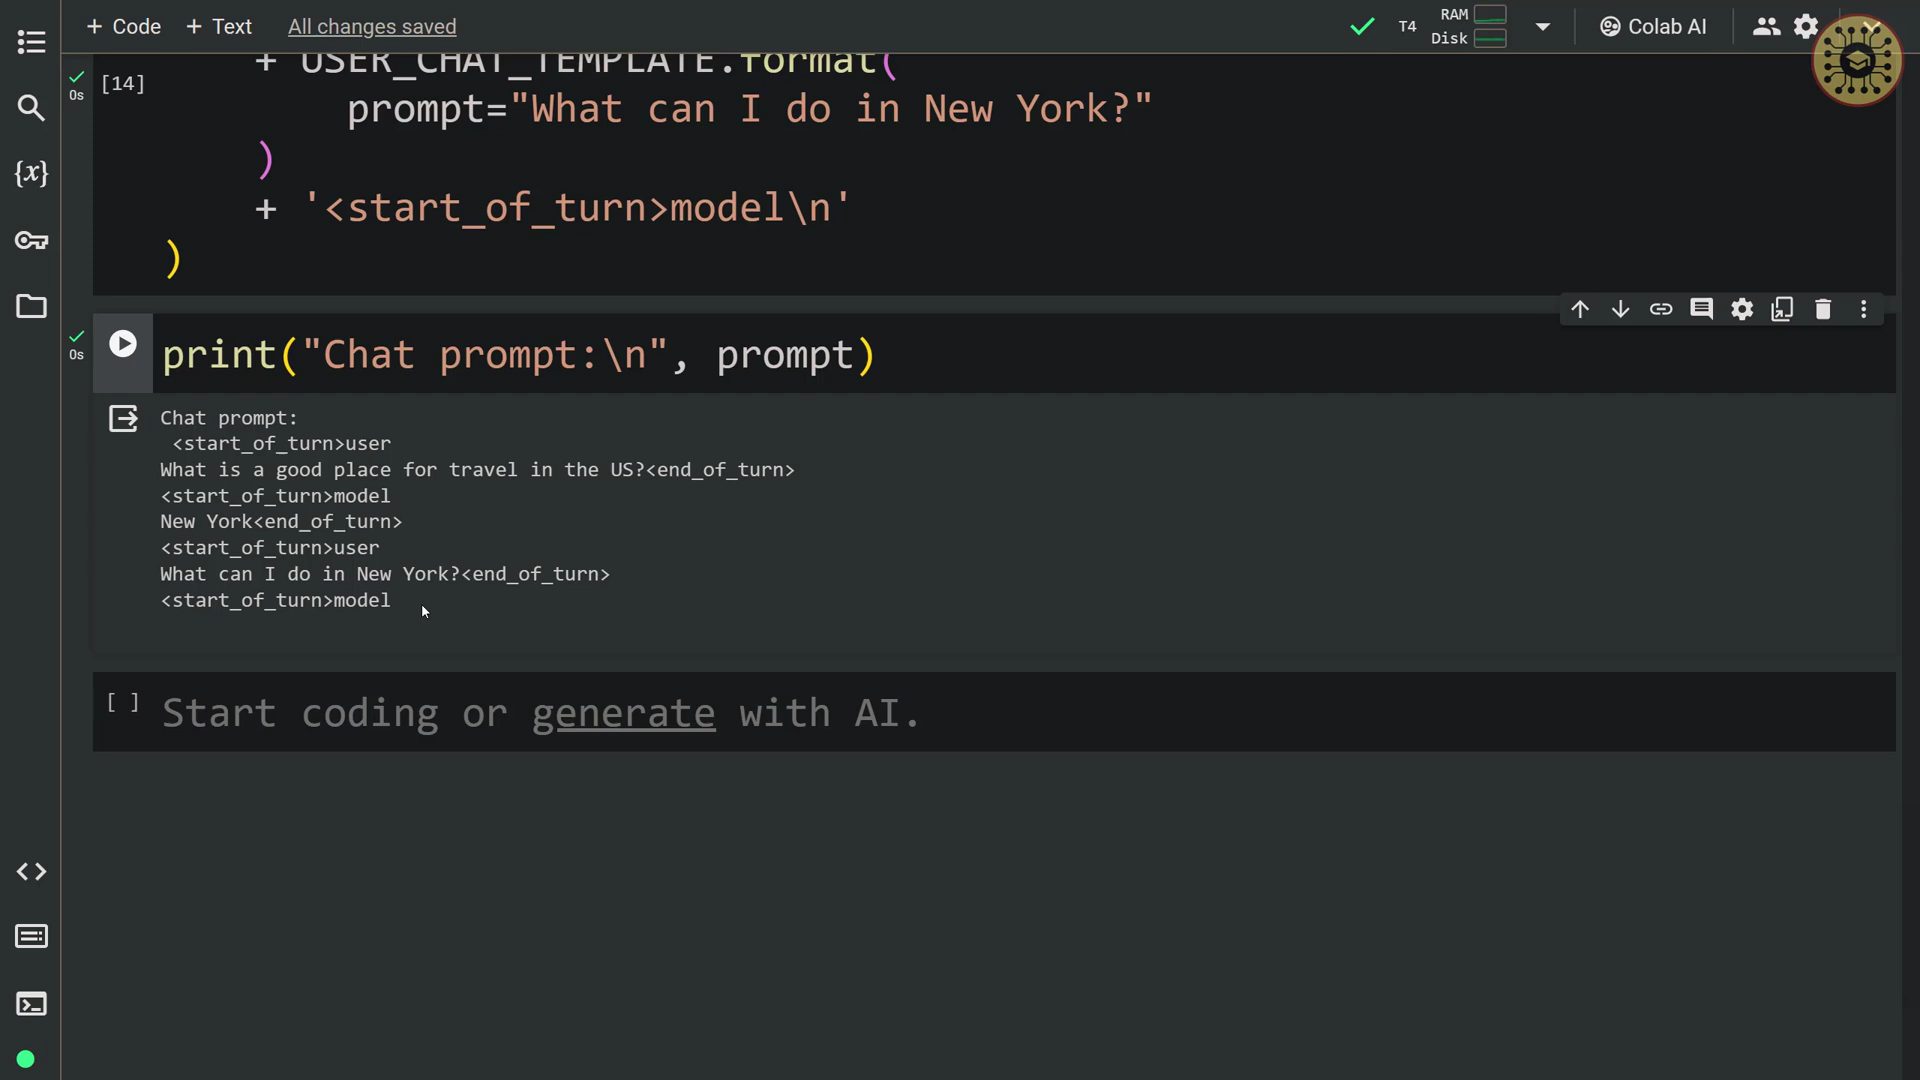 + Code + Text All changes saved T4 RAM Disk Colab AI
+ USER_CHAT_TEMPLATE.format(
0s [14]
prompt="What can I do in New York?"
)
+ '<start_of_turn>model\n'
)
{x}
0s print("Chat prompt:\n", prompt)
Chat prompt:
<start_of_turn>user
What is a good place for travel in the US?<end_of_turn>
<start_of_turn>model
New York<end_of_turn>
<start_of_turn>user
What can I do in New York?<end_of_turn>
<start_of_turn>model
[ ] Start coding or generate with AI.